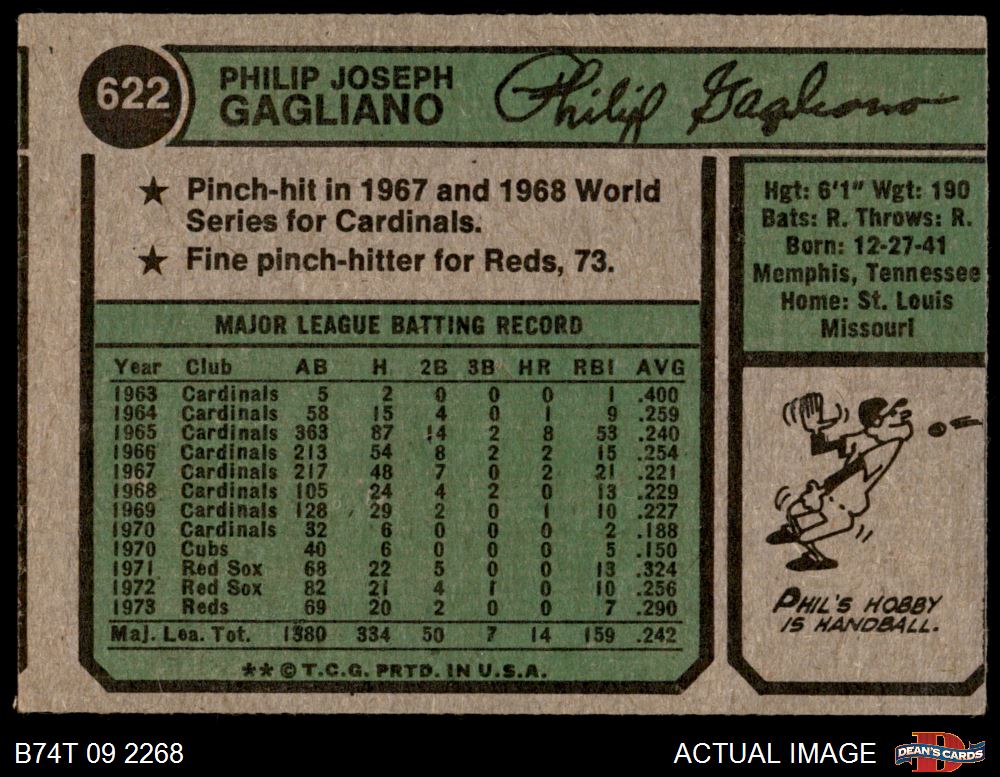 622
PHILIP JOSEPH
GAGLIANO
Philip Gagliano
★ Pinch-hit in 1967 and 1968 World
Series for Cardinals.
★ Fine pinch-hitter for Reds, 73.
Hgt: 6'1" Wgt: 190
Bats: R. Throws: R.
Born: 12-27-41
Memphis, Tennessee
Home: St. Louis
Missouri
MAJOR LEAGUE BATTING RECORD
Year Club AB H 2B 3B HR RBI AVG
1963 Cardinals 5 2 0 0 0 1 .400
1964 Cardinals 58 15 4 0 1 9 .259
1965 Cardinals 363 87 14 2 8 53 .240
1966 Cardinals 213 54 8 2 2 15 .254
1967 Cardinals 217 48 7 0 2 21 .221
1968 Cardinals 105 24 4 2 0 13 .229
1969 Cardinals 128 29 2 0 1 10 .227
1970 Cardinals 32 6 0 0 0 2 .188
1970 Cubs 40 6 0 0 0 5 .150
1971 Red Sox 68 22 5 0 0 13 .324
1972 Red Sox 82 21 4 1 0 10 .256
1973 Reds 69 20 2 0 0 7 .290
Maj. Lea. Tot. 1380 334 50 7 14 159 .242
**©T.C.G. PRTD. IN U.S.A.
PHIL'S HOBBY
IS HANDBALL.
B74T 09 2268
ACTUAL IMAGE
D
DEAN'S CARDS